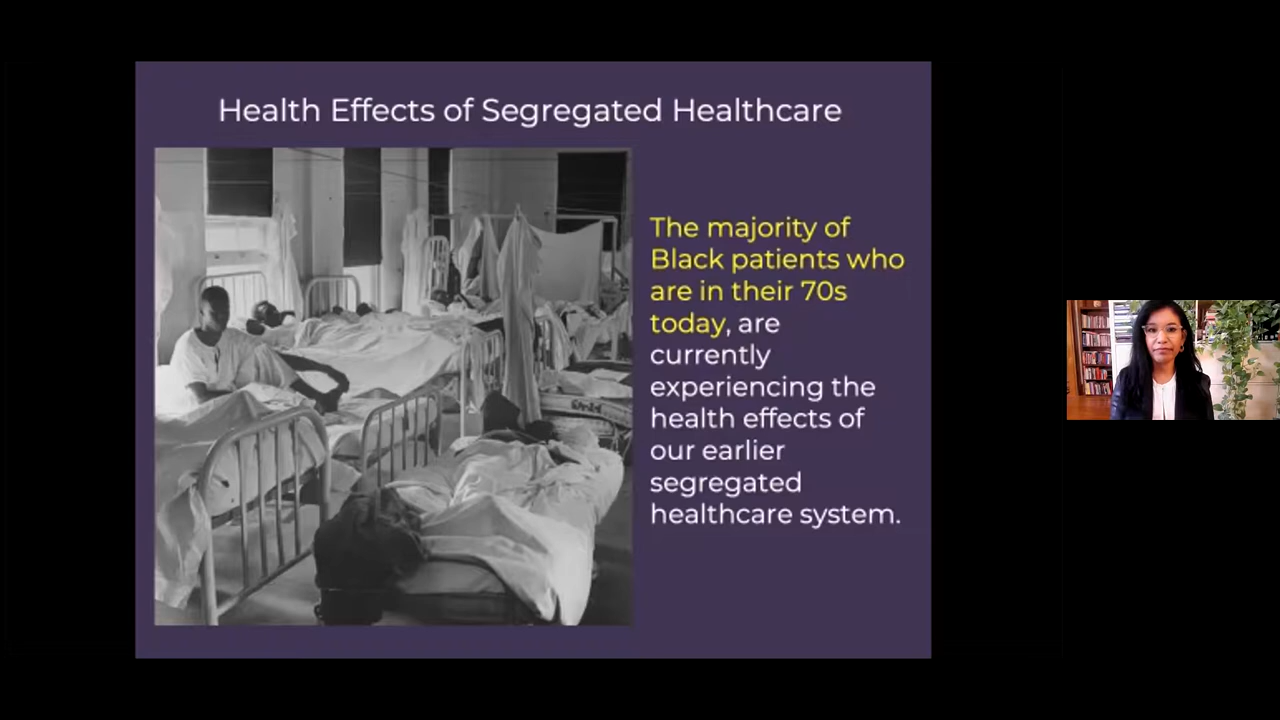 Health Effects of Segregated Healthcare
The majority of
Black patients who
are in their 70s
today, are
currently
experiencing the
health effects of
our earlier
segregated
healthcare system.